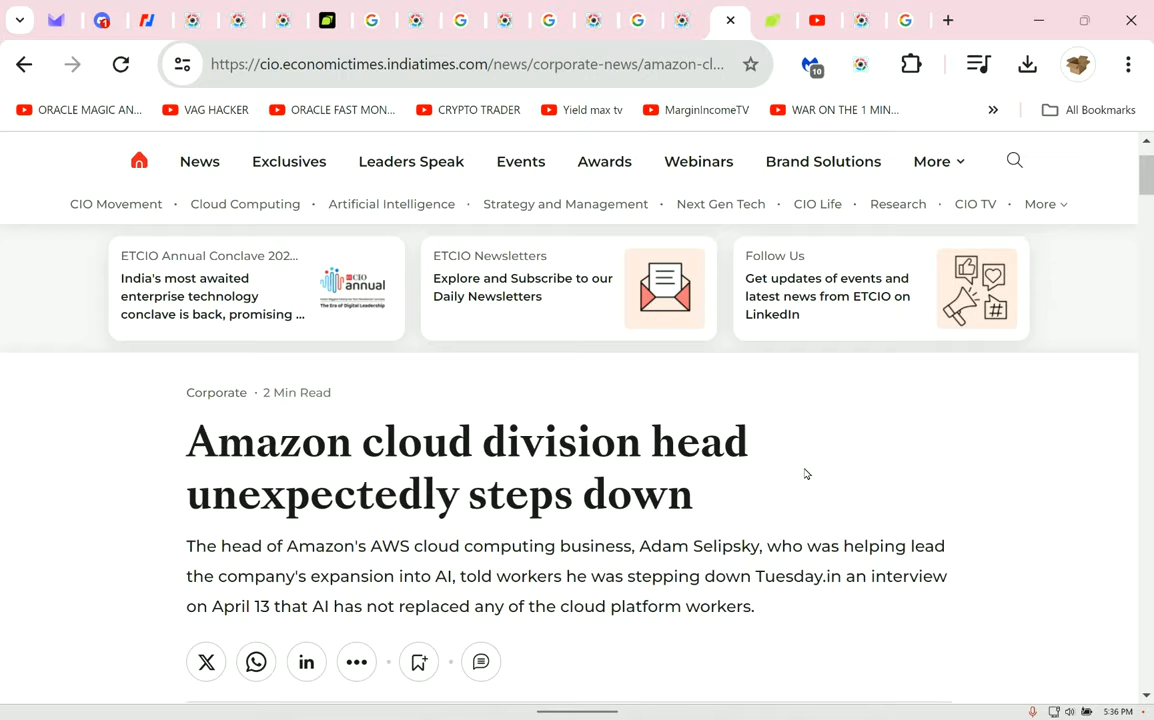 1
https://cio.economictimes.indiatimes.com/news/corporate-news/amazon-cl...
10
ORACLE MAGIC AN...
VAG HACKER
ORACLE FAST MON...
CRYPTO TRADER
Yield max tv
MarginIncomeTV
WAR ON THE 1 MIN...
»
All Bookmarks
News
Exclusives
Leaders Speak
Events
Awards
Webinars
Brand Solutions
More
CIO Movement · Cloud Computing · Artificial Intelligence · Strategy and Management · Next Gen Tech · CIO Life · Research · CIO TV · More
ETCIO Annual Conclave 202...
India's most awaited
enterprise technology
conclave is back, promising ...
CIO
annual
The Era of Digital Leadership
ETCIO Newsletters
Explore and Subscribe to our
Daily Newsletters
Follow Us
Get updates of events and
latest news from ETCIO on
LinkedIn
#
Corporate · 2 Min Read
Amazon cloud division head
unexpectedly steps down
The head of Amazon's AWS cloud computing business, Adam Selipsky, who was helping lead
the company's expansion into AI, told workers he was stepping down Tuesday.in an interview
on April 13 that AI has not replaced any of the cloud platform workers.
X
in
5:36 PM